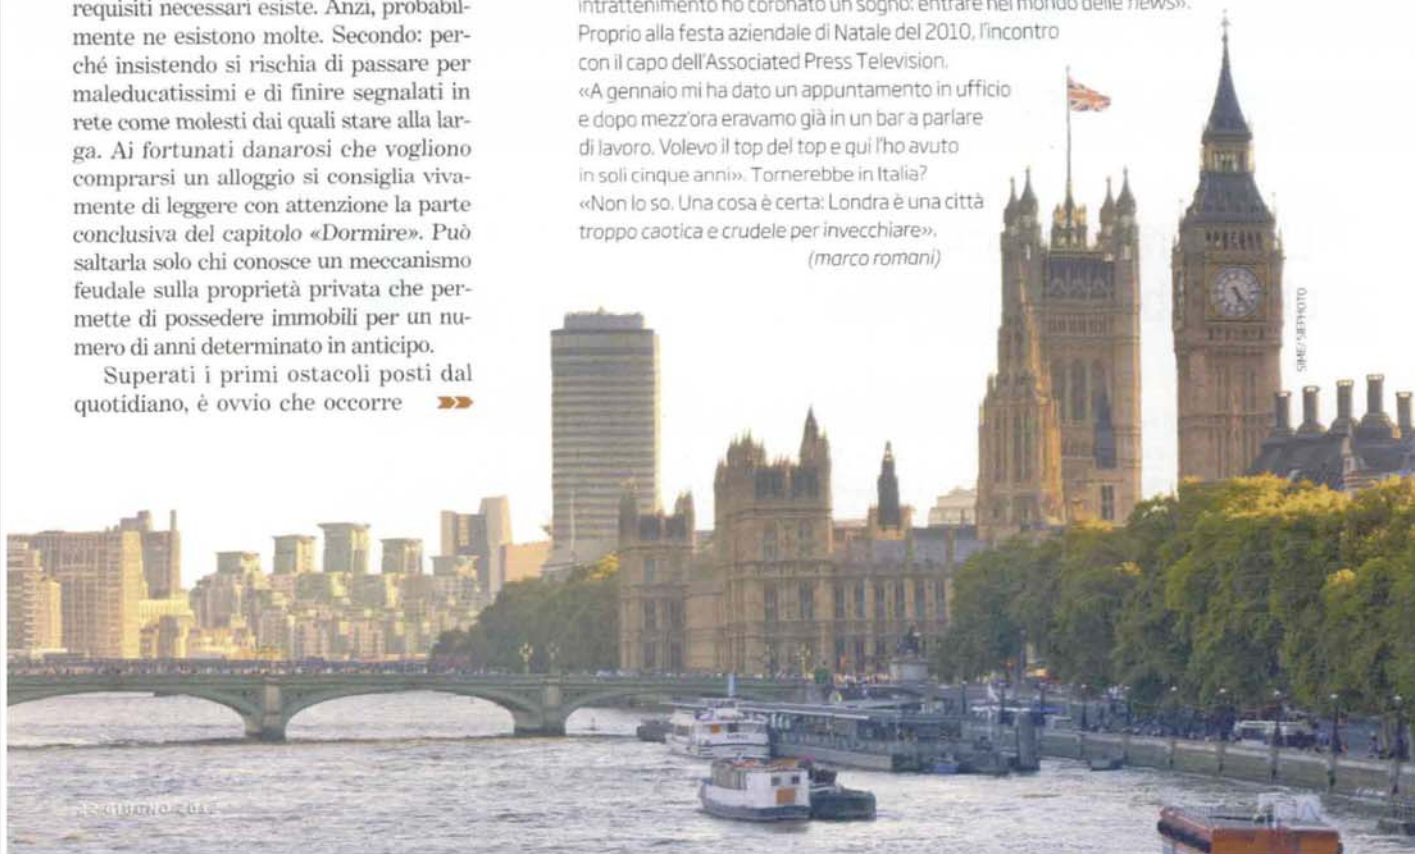 requisiti necessari esiste. Anzi, probabil-
mente ne esistono molte. Secondo: per-
ché insistendo si rischia di passare per
maleducatissimi e di finire segnalati in
rete come molesti dai quali stare alla lar-
ga. Ai fortunati danarosi che vogliono
comprarsi un alloggio si consiglia viva-
mente di leggere con attenzione la parte
conclusiva del capitolo «Dormire». Può
saltarla solo chi conosce un meccanismo
feudale sulla proprietà privata che per-
mette di possedere immobili per un nu-
mero di anni determinato in anticipo.
Superati i primi ostacoli posti dal
quotidiano, è ovvio che occorre
intrattenimento ho coronato un sogno: entrare nel mondo delle news».
Proprio alla festa aziendale di Natale del 2010, l'incontro
con il capo dell'Associated Press Television.
«A gennaio mi ha dato un appuntamento in ufficio
e dopo mezz'ora eravamo già in un bar a parlare
di lavoro. Volevo il top del top e qui l'ho avuto
in soli cinque anni». Tornerebbe in Italia?
«Non lo so. Una cosa è certa: Londra è una città
troppo caotica e crudele per invecchiare».
(marco romani)
SIME/SIEPHOTO
GIUGNO